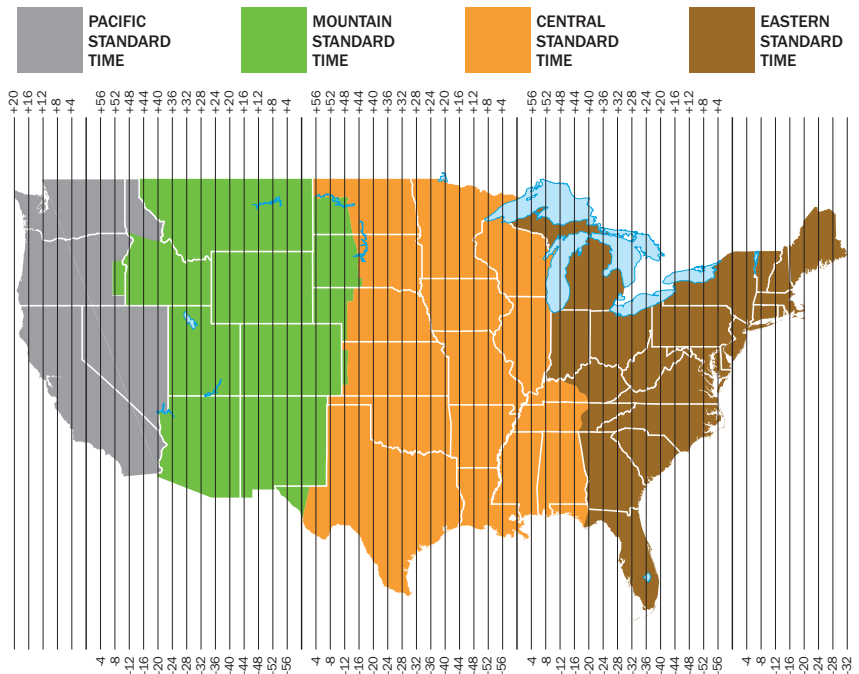 PACIFIC
STANDARD
TIME
MOUNTAIN
STANDARD
TIME
CENTRAL
STANDARD
TIME
EASTERN
STANDARD
TIME
+20 +16 +12 +8 +4 +56 +52 +48 +44 +40 +36 +32 +28 +24 +20 +16 +12 +8 +4 +56 +52 +48 +44 +40 +36 +32 +28 +24 +20 +16 +12 +8 +4 +56 +52 +48 +44 +40 +36 +32 +28 +24 +20 +16 +12 +8 +4
4 8 -12 -16 -20 -24 -28 -32 -36 -40 -44 -48 -52 -56 4 8 -12 -16 -20 -24 -28 -32 -36 -40 -44 -48 -52 -56 4 8 -12 -16 -20 -24 -28 -32 -36 -40 -44 -48 -52 -56 4 8 -12 -16 -20 -24 -28 -32